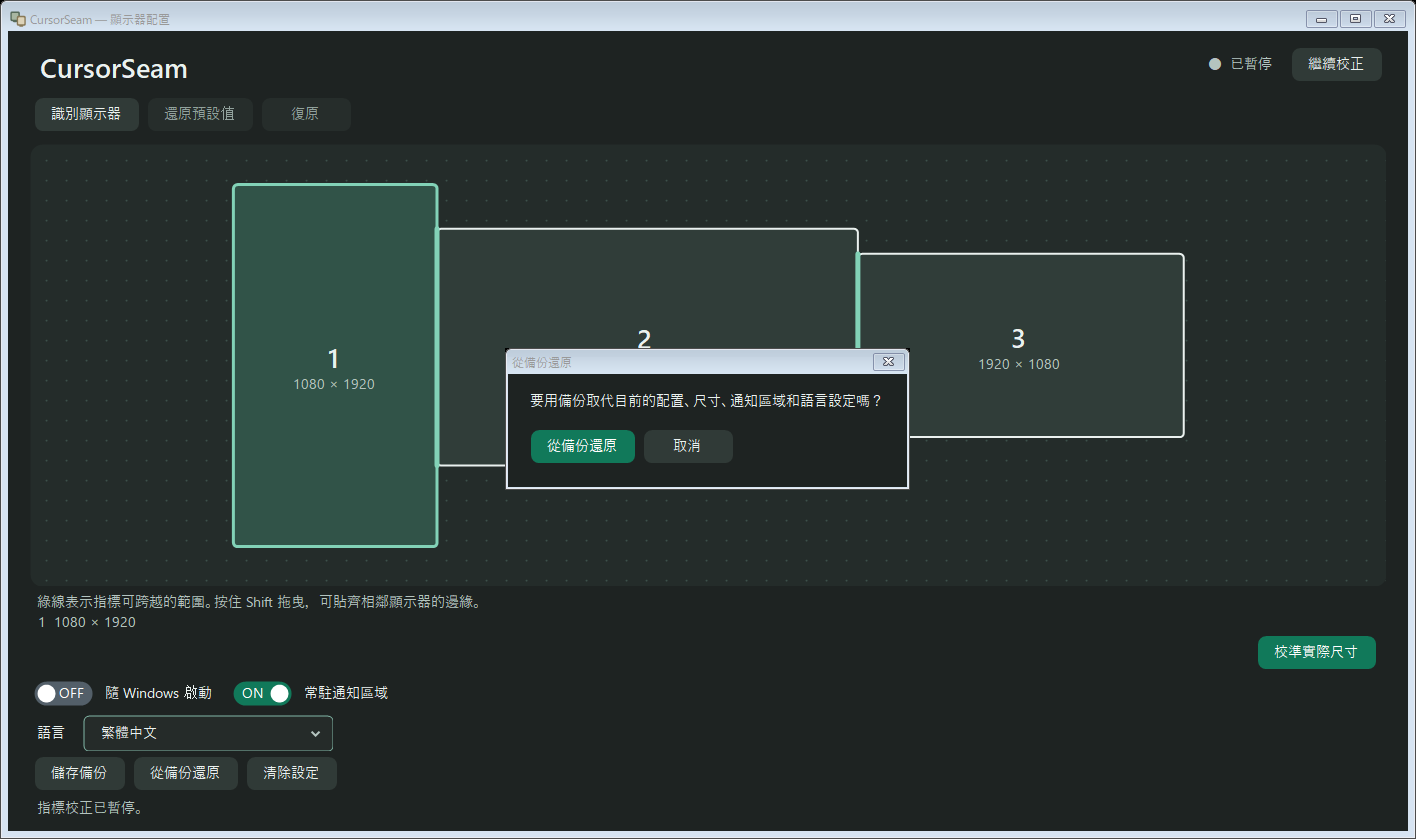 CursorSeam — 顯示器配置
CursorSeam
已暫停
繼續校正
識別顯示器
還原預設值
復原
1
1080 × 1920
2
3
1920 × 1080
從備份還原
要用備份取代目前的配置、尺寸、通知區域和語言設定嗎？
從備份還原
取消
綠線表示指標可跨越的範圍。按住 Shift 拖曳，可貼齊相鄰顯示器的邊緣。
1 1080 × 1920
校準實際尺寸
OFF 隨 Windows 啟動
ON 常駐通知區域
語言 繁體中文
儲存備份
從備份還原
清除設定
指標校正已暫停。